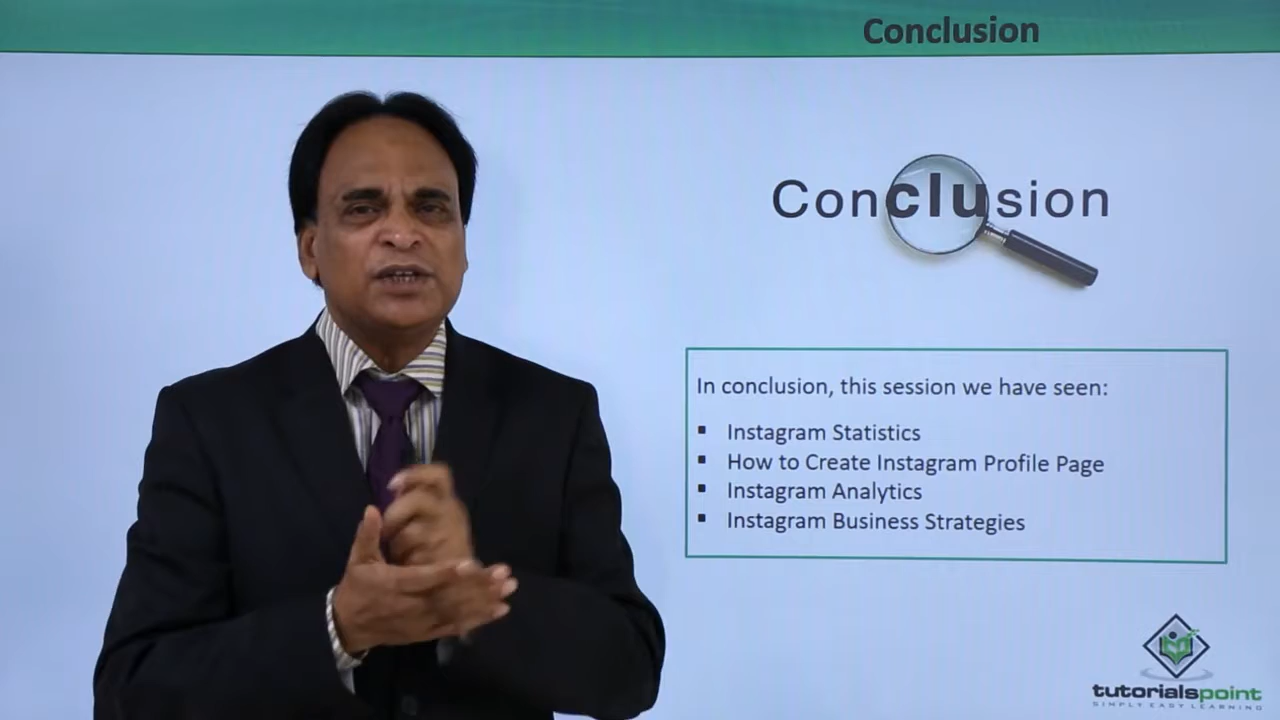 Conclusion
Conclusion
In conclusion, this session we have seen:
▪ Instagram Statistics
▪ How to Create Instagram Profile Page
▪ Instagram Analytics
▪ Instagram Business Strategies
tutorialspoint
SIMPLY EASY LEARNING